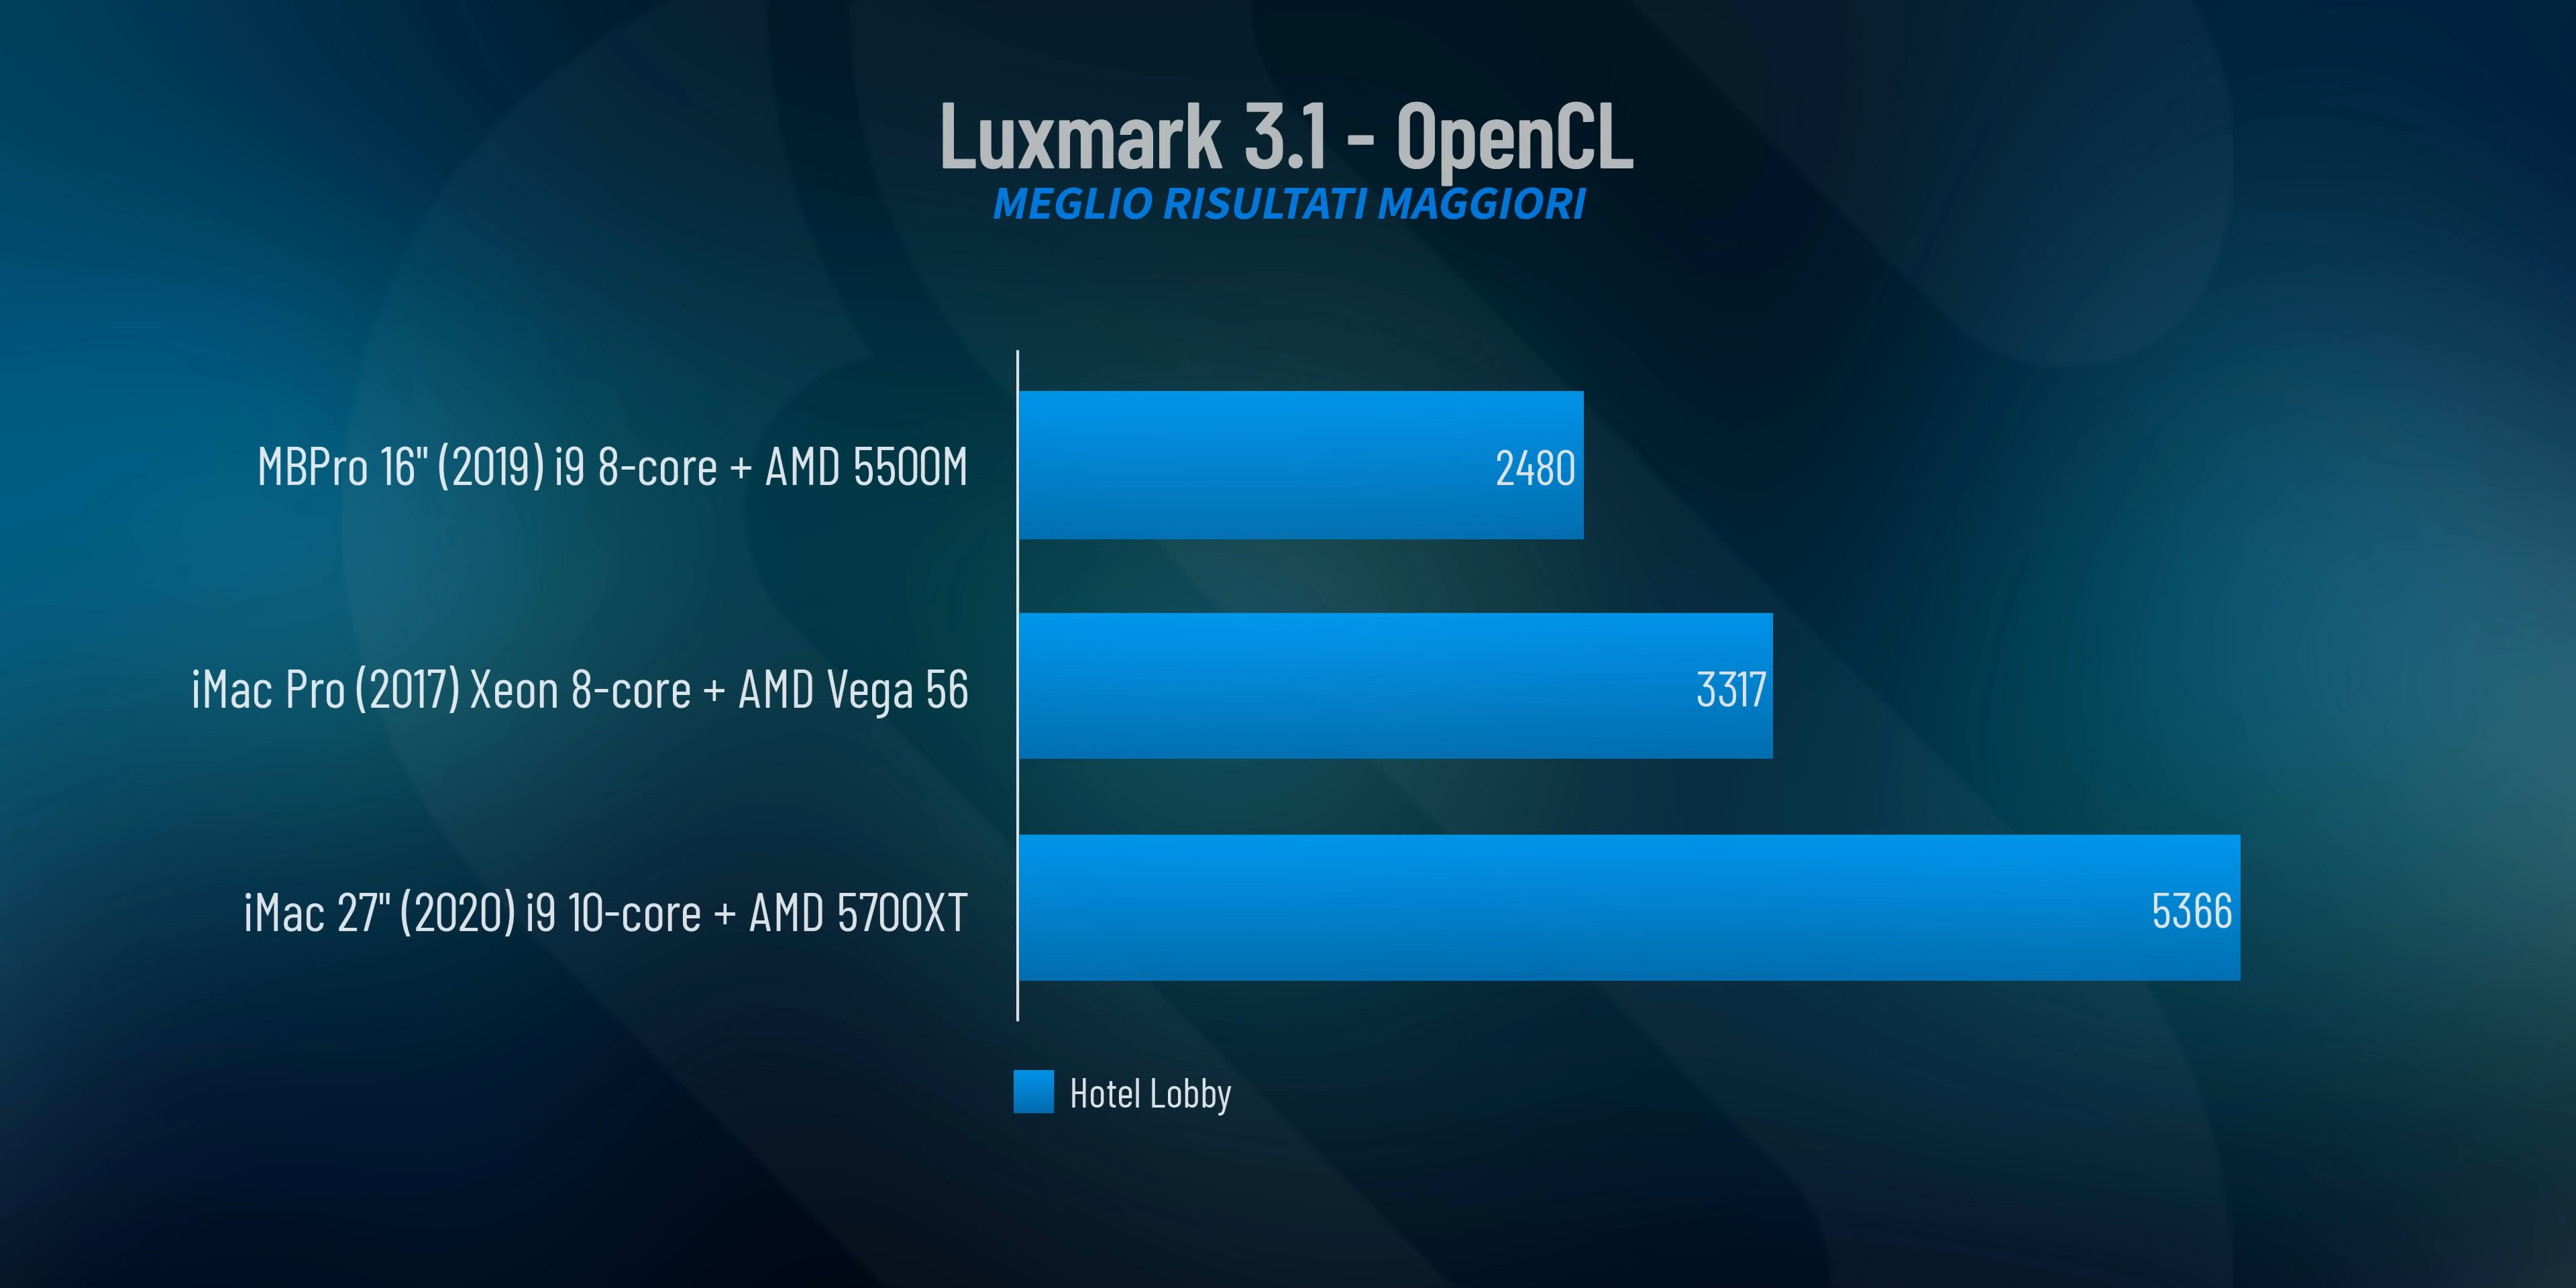 Luxmark 3.1 - OpenCL
MEGLIO RISULTATI MAGGIORI
MBPro 16" (2019) i9 8-core + AMD 5500M
2480
iMac Pro (2017) Xeon 8-core + AMD Vega 56
3317
iMac 27" (2020) i9 10-core + AMD 5700XT
5366
Hotel Lobby